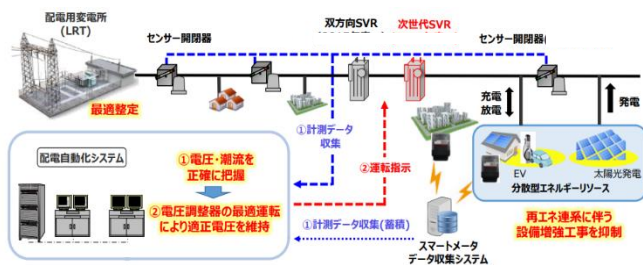 配電用変電所
(LRT)
センサー開閉器
双方向SVR
次世代SVR
センサー開閉器
最適整定
①計測データ
収集
②運転指示
充電
放電
発電
配電自動化システム
①電圧・潮流を
正確に把握
②電圧調整器の最適運転
により適正電圧を維持
①計測データ収集(蓄積)
スマートメータ
データ収集システム
EV
太陽光発電
分散型エネルギーリソース
再エネ連系に伴う
設備増強工事を抑制